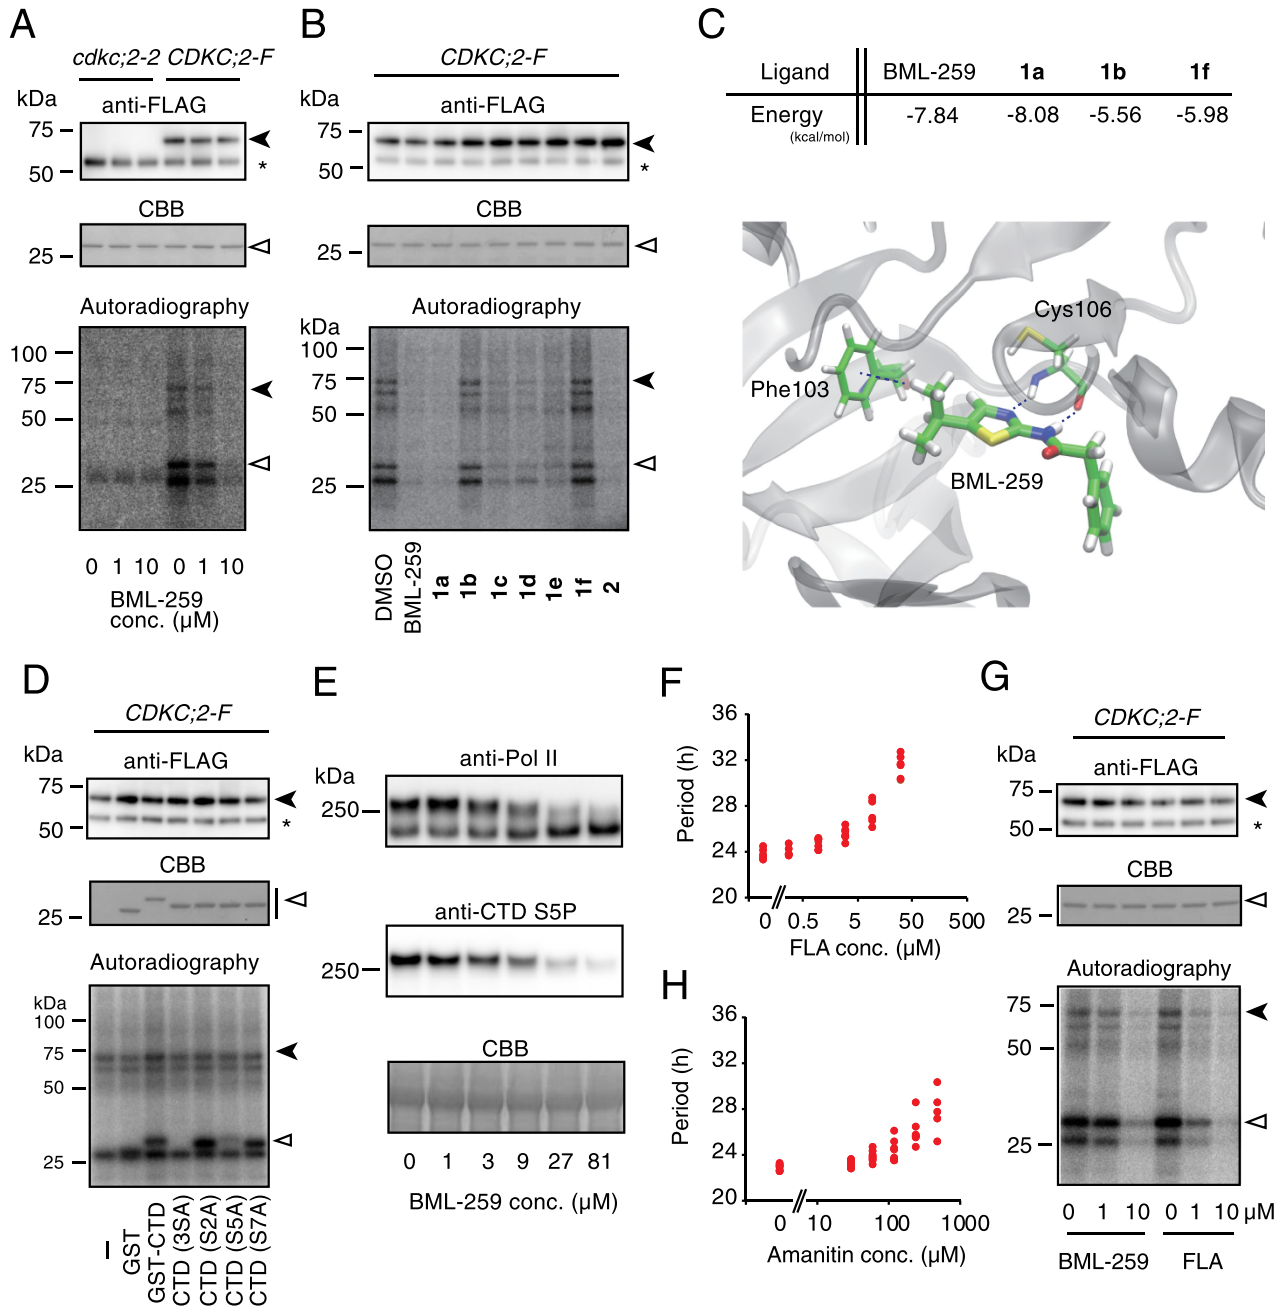 A
cdkc;2-2 CDKC;2-F
kDa
anti-FLAG
75
50
*
CBB
25
Autoradiography
100
75
50
25
0 1 10 0 1 10
BML-259
conc. (µM)
B
CDKC;2-F
kDa
anti-FLAG
75
50
*
CBB
25
Autoradiography
kDa
100
75
50
25
DMSO
BML-259
1a
1b
1c
1d
1e
1f
2
C
Ligand BML-259 1a 1b 1f
Energy -7.84 -8.08 -5.56 -5.98
(kcal/mol)
Cys106
Phe103
BML-259
D
CDKC;2-F
kDa
anti-FLAG
75
50
*
CBB
25
Autoradiography
kDa
100
75
50
25
–
GST
GST-CTD
CTD (3SA)
CTD (S2A)
CTD (S5A)
CTD (S7A)
E
anti-Pol II
kDa
250
anti-CTD S5P
250
CBB
0 1 3 9 27 81
BML-259 conc. (µM)
F
Period (h)
36
32
28
24
20
0 0.5 5 50 500
FLA conc. (µM)
G
CDKC;2-F
kDa
anti-FLAG
75
50
*
CBB
25
Autoradiography
75
50
25
0 1 10 0 1 10 µM
BML-259 FLA
H
Period (h)
36
32
28
24
20
0 10 100 1000
Amanitin conc. (µM)